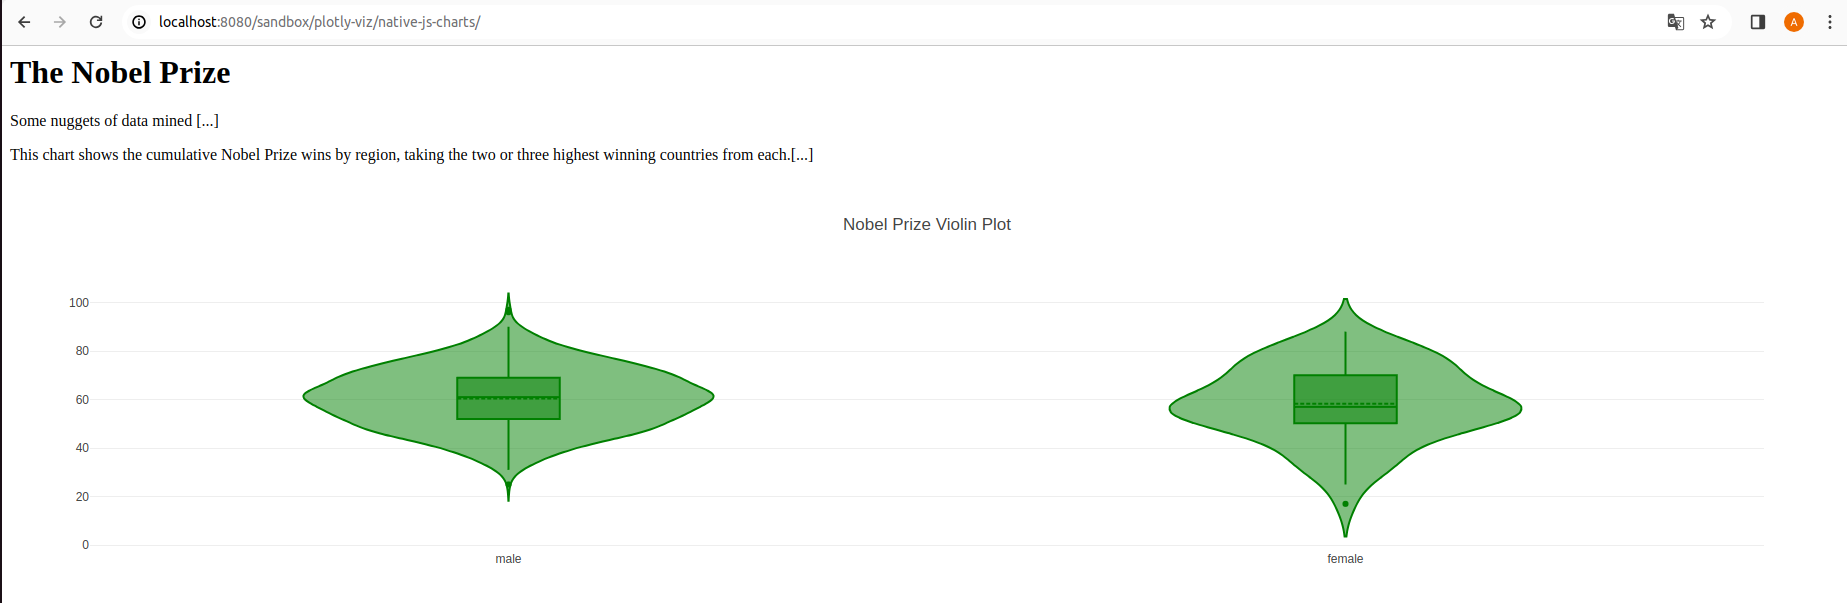 localhost:8080/sandbox/plotly-viz/native-js-charts/
A
The Nobel Prize
Some nuggets of data mined [...]
This chart shows the cumulative Nobel Prize wins by region, taking the two or three highest winning countries from each.[...]
Nobel Prize Violin Plot
100
80
60
40
20
0
male
female